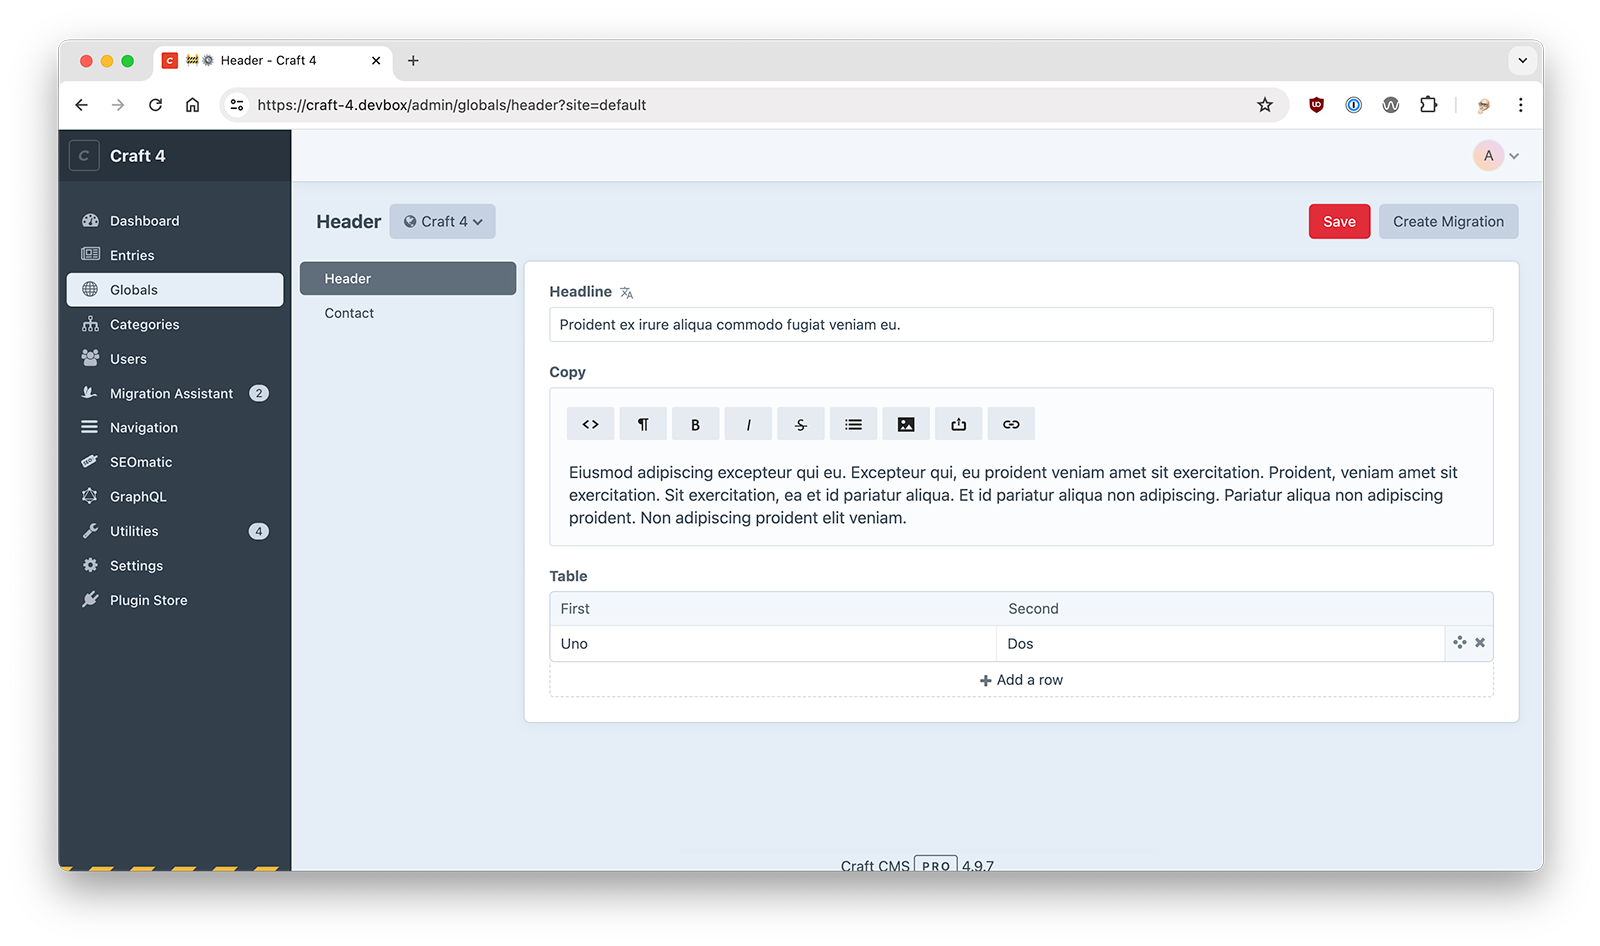 Header - Craft 4
https://craft-4.devbox/admin/globals/header?site=default
C Craft 4
A
Dashboard
Entries
Globals
Categories
Users
Migration Assistant 2
Navigation
SEOmatic
GraphQL
Utilities 4
Settings
Plugin Store
Header Craft 4
Save Create Migration
Header
Contact
Headline
Proident ex irure aliqua commodo fugiat veniam eu.
Copy
<> ¶ B I S
Eiusmod adipiscing excepteur qui eu. Excepteur qui, eu proident veniam amet sit exercitation. Proident, veniam amet sit
exercitation. Sit exercitation, ea et id pariatur aliqua. Et id pariatur aliqua non adipiscing. Pariatur aliqua non adipiscing
proident. Non adipiscing proident elit veniam.
Table
First Second
Uno Dos
+ Add a row
Craft CMS PRO 4.9.7